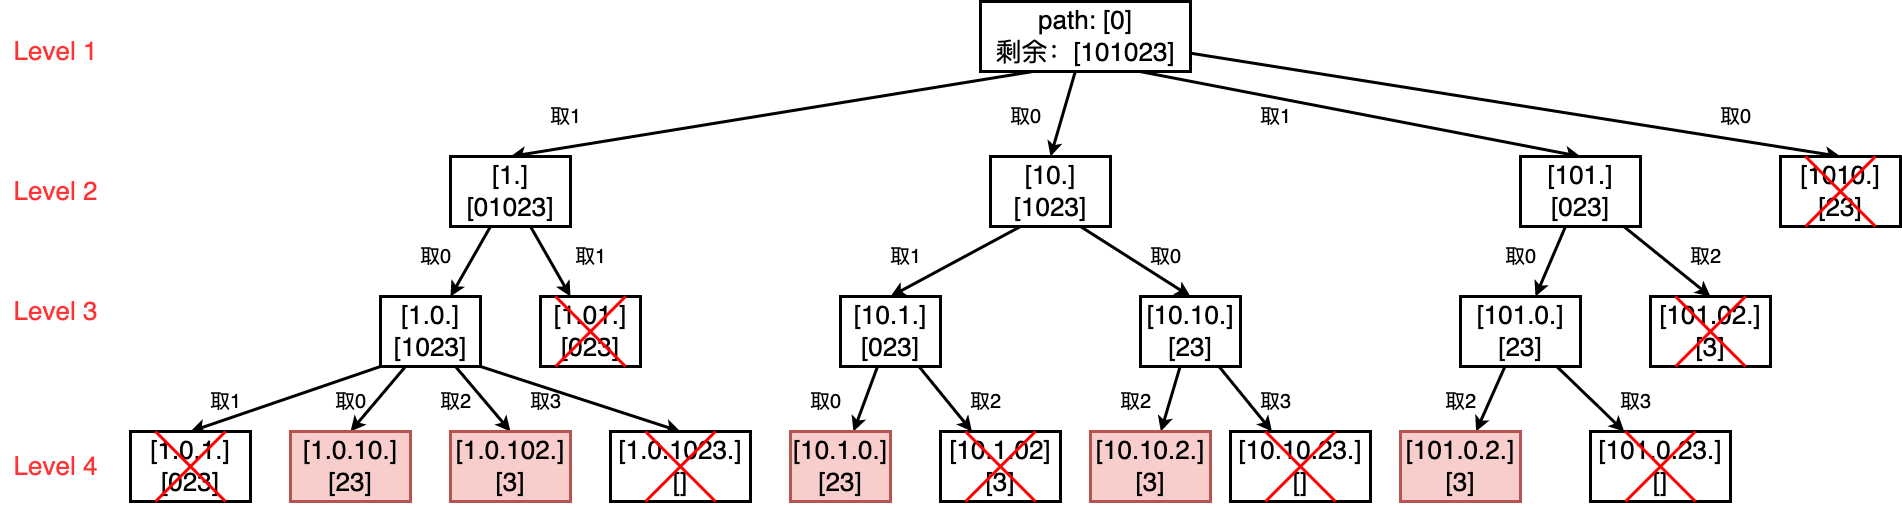 Level 1
path: [0]
剩余：[101023]
取1
取0
取1
取0
Level 2
[1.]
[01023]
[10.]
[1023]
[101.]
[023]
[1010.]
[23]
取0
取1
取1
取0
取0
取2
Level 3
[1.0.]
[1023]
[1.01.]
[023]
[10.1.]
[023]
[10.10.]
[23]
[101.0.]
[23]
[101.02.]
[3]
取1
取0
取2
取3
取0
取2
取2
取3
取2
取3
Level 4
[1.0.1.]
[023]
[1.0.10.]
[23]
[1.0.102.]
[3]
[1.0.1023.]
[]
[10.1.0.]
[23]
[10.1.02]
[3]
[10.10.2.]
[3]
[10.10.23.]
[]
[101.0.2.]
[3]
[101.0.23.]
[]